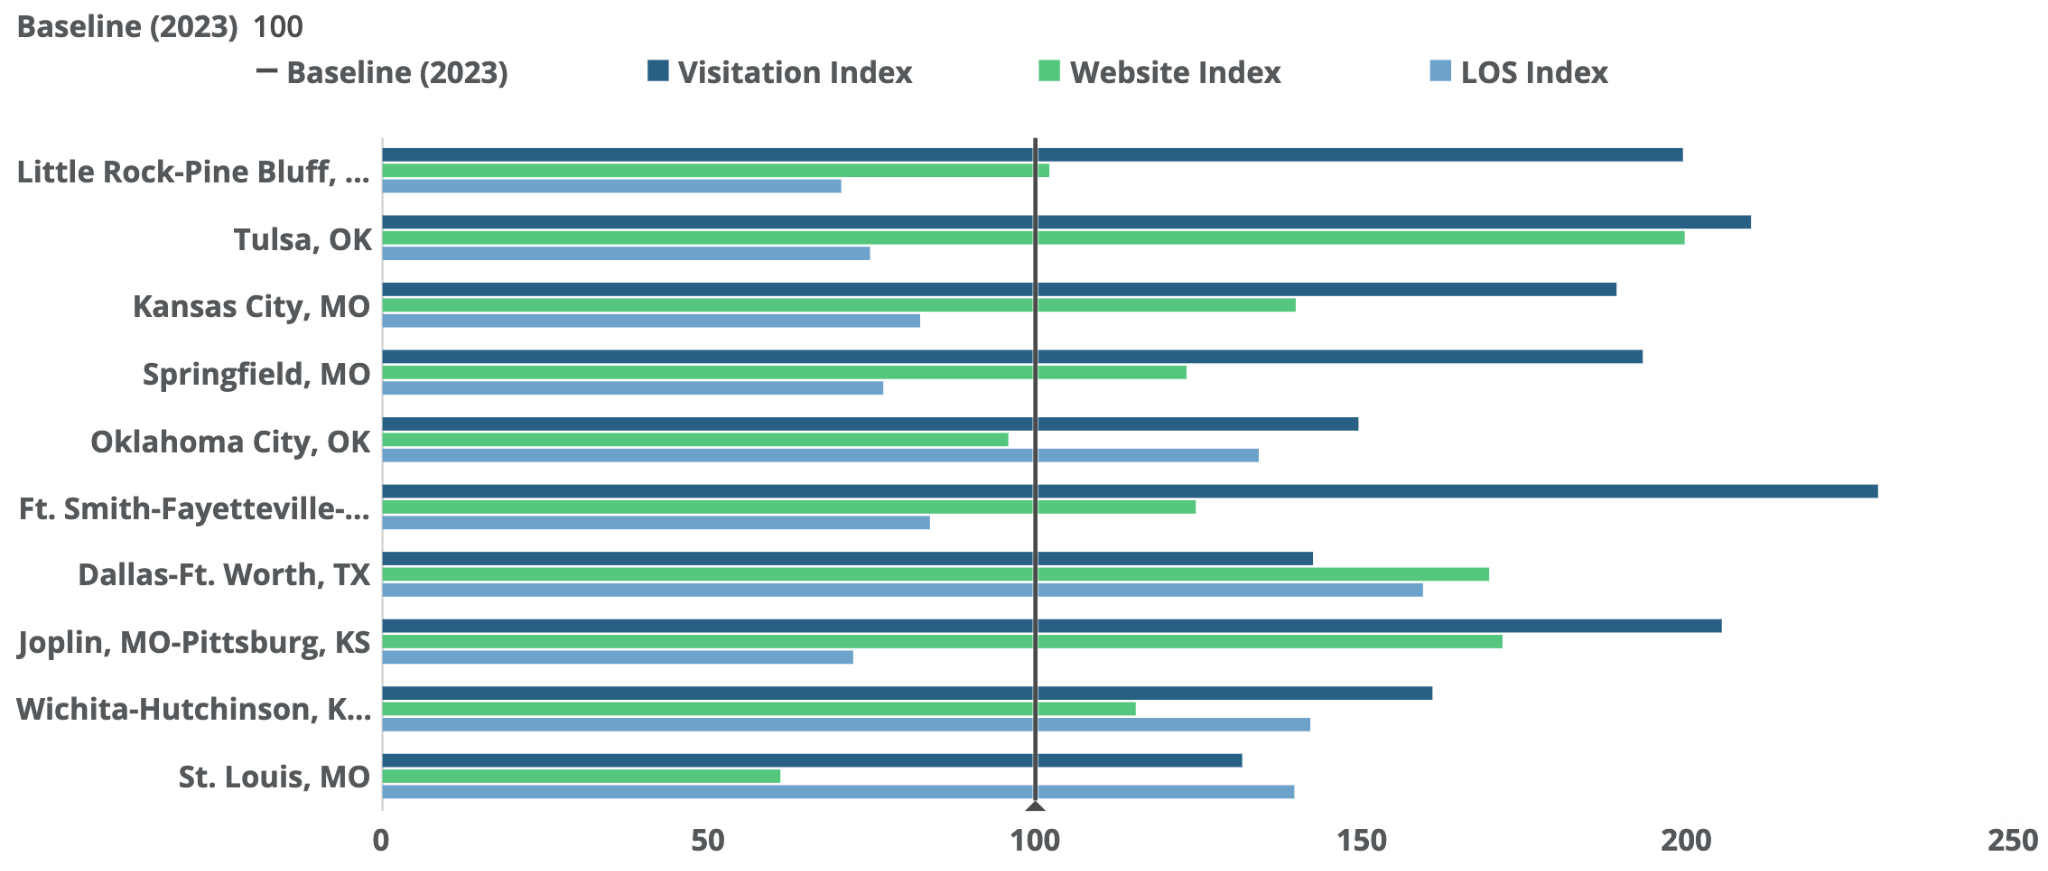 Baseline (2023) 100
Baseline (2023) Visitation Index Website Index LOS Index
Little Rock-Pine Bluff, ...
Tulsa, OK
Kansas City, MO
Springfield, MO
Oklahoma City, OK
Ft. Smith-Fayetteville-...
Dallas-Ft. Worth, TX
Joplin, MO-Pittsburg, KS
Wichita-Hutchinson, K...
St. Louis, MO
0 50 100 150 200 250